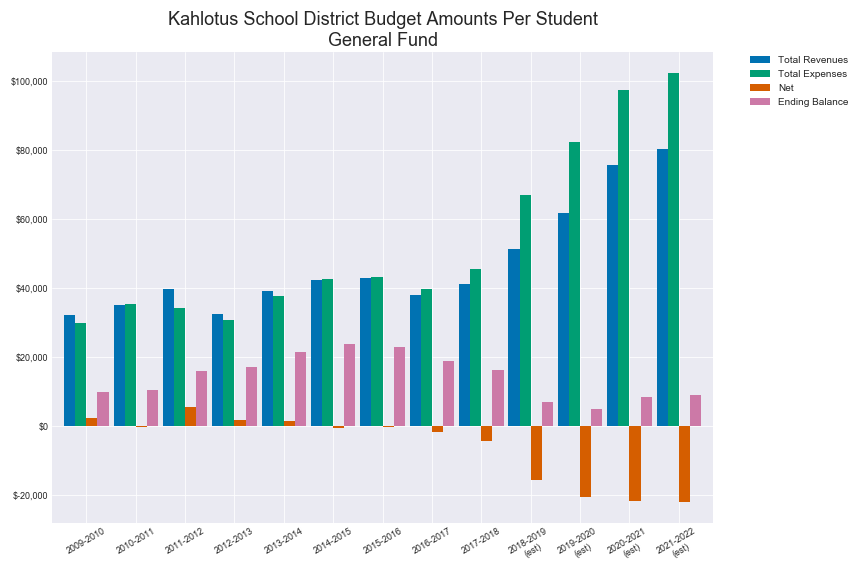 Kahlotus School District Budget Amounts Per Student
General Fund
Total Revenues
Total Expenses
Net
Ending Balance
$100,000
$80,000
$60,000
$40,000
$20,000
$0
$-20,000
2009-2010
2010-2011
2011-2012
2012-2013
2013-2014
2014-2015
2015-2016
2016-2017
2017-2018
2018-2019
(est)
2019-2020
(est)
2020-2021
(est)
2021-2022
(est)